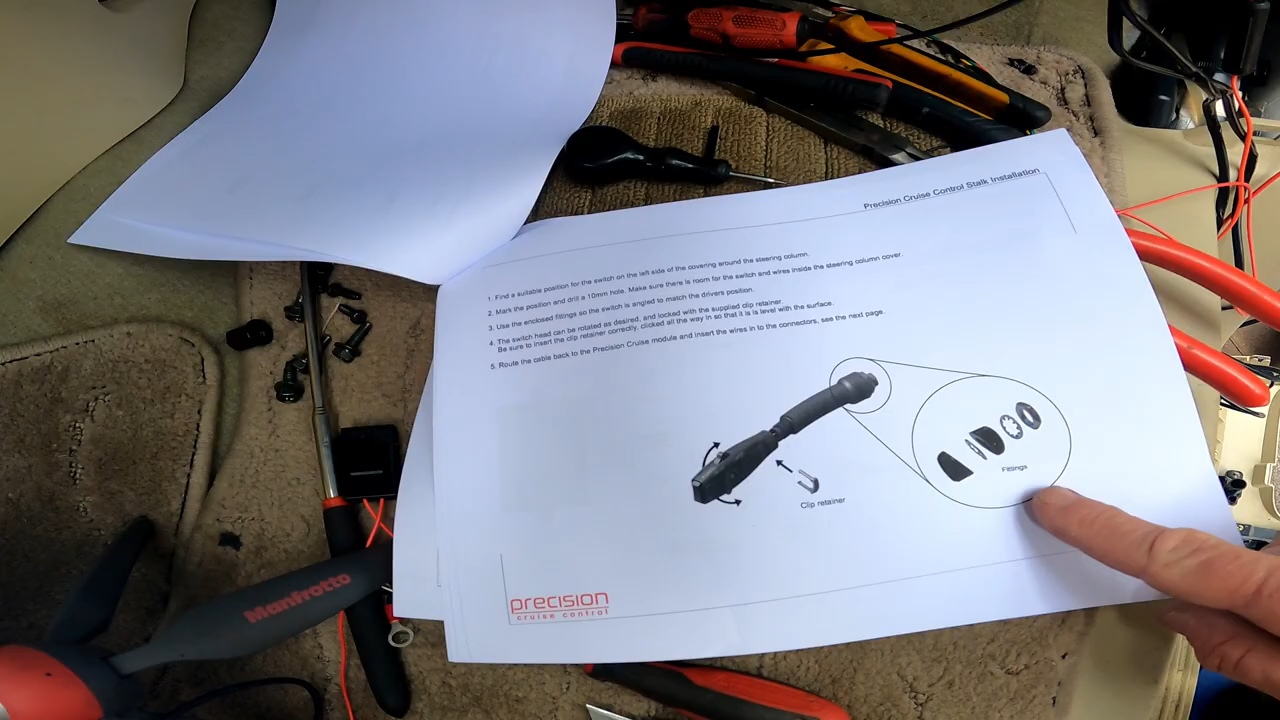 Precision Cruise Control Stalk Installation
1. Find a suitable position for the switch on the left side of the covering around the steering column.
2. Mark the position and drill a 10mm hole. Make sure there is room for the switch and wires inside the steering column cover.
3. Use the enclosed fittings so the switch is angled to match the drivers position.
4. The switch head can be rotated as desired, and locked with the supplied clip retainer.
Be sure to insert the clip retainer correctly, clicked all the way in so that it is is level with the surface.
5. Route the cable back to the Precision Cruise module and insert the wires in to the connectors, see the next page.
Fittings
Clip retainer
precision
cruise control
Manfrotto